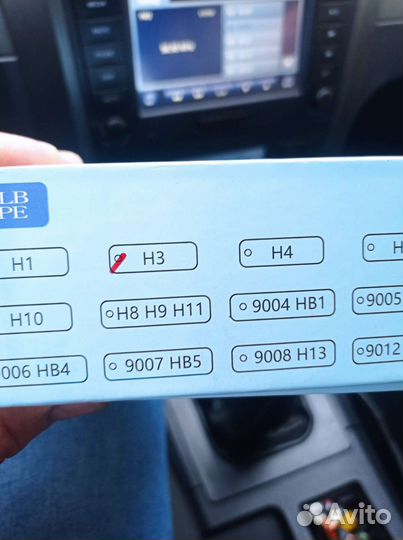 LB
PE
H1 H3 H4 H
H10 H8 H9 H11 9004 HB1 9005
006 HB4 9007 HB5 9008 H13 9012
Avito